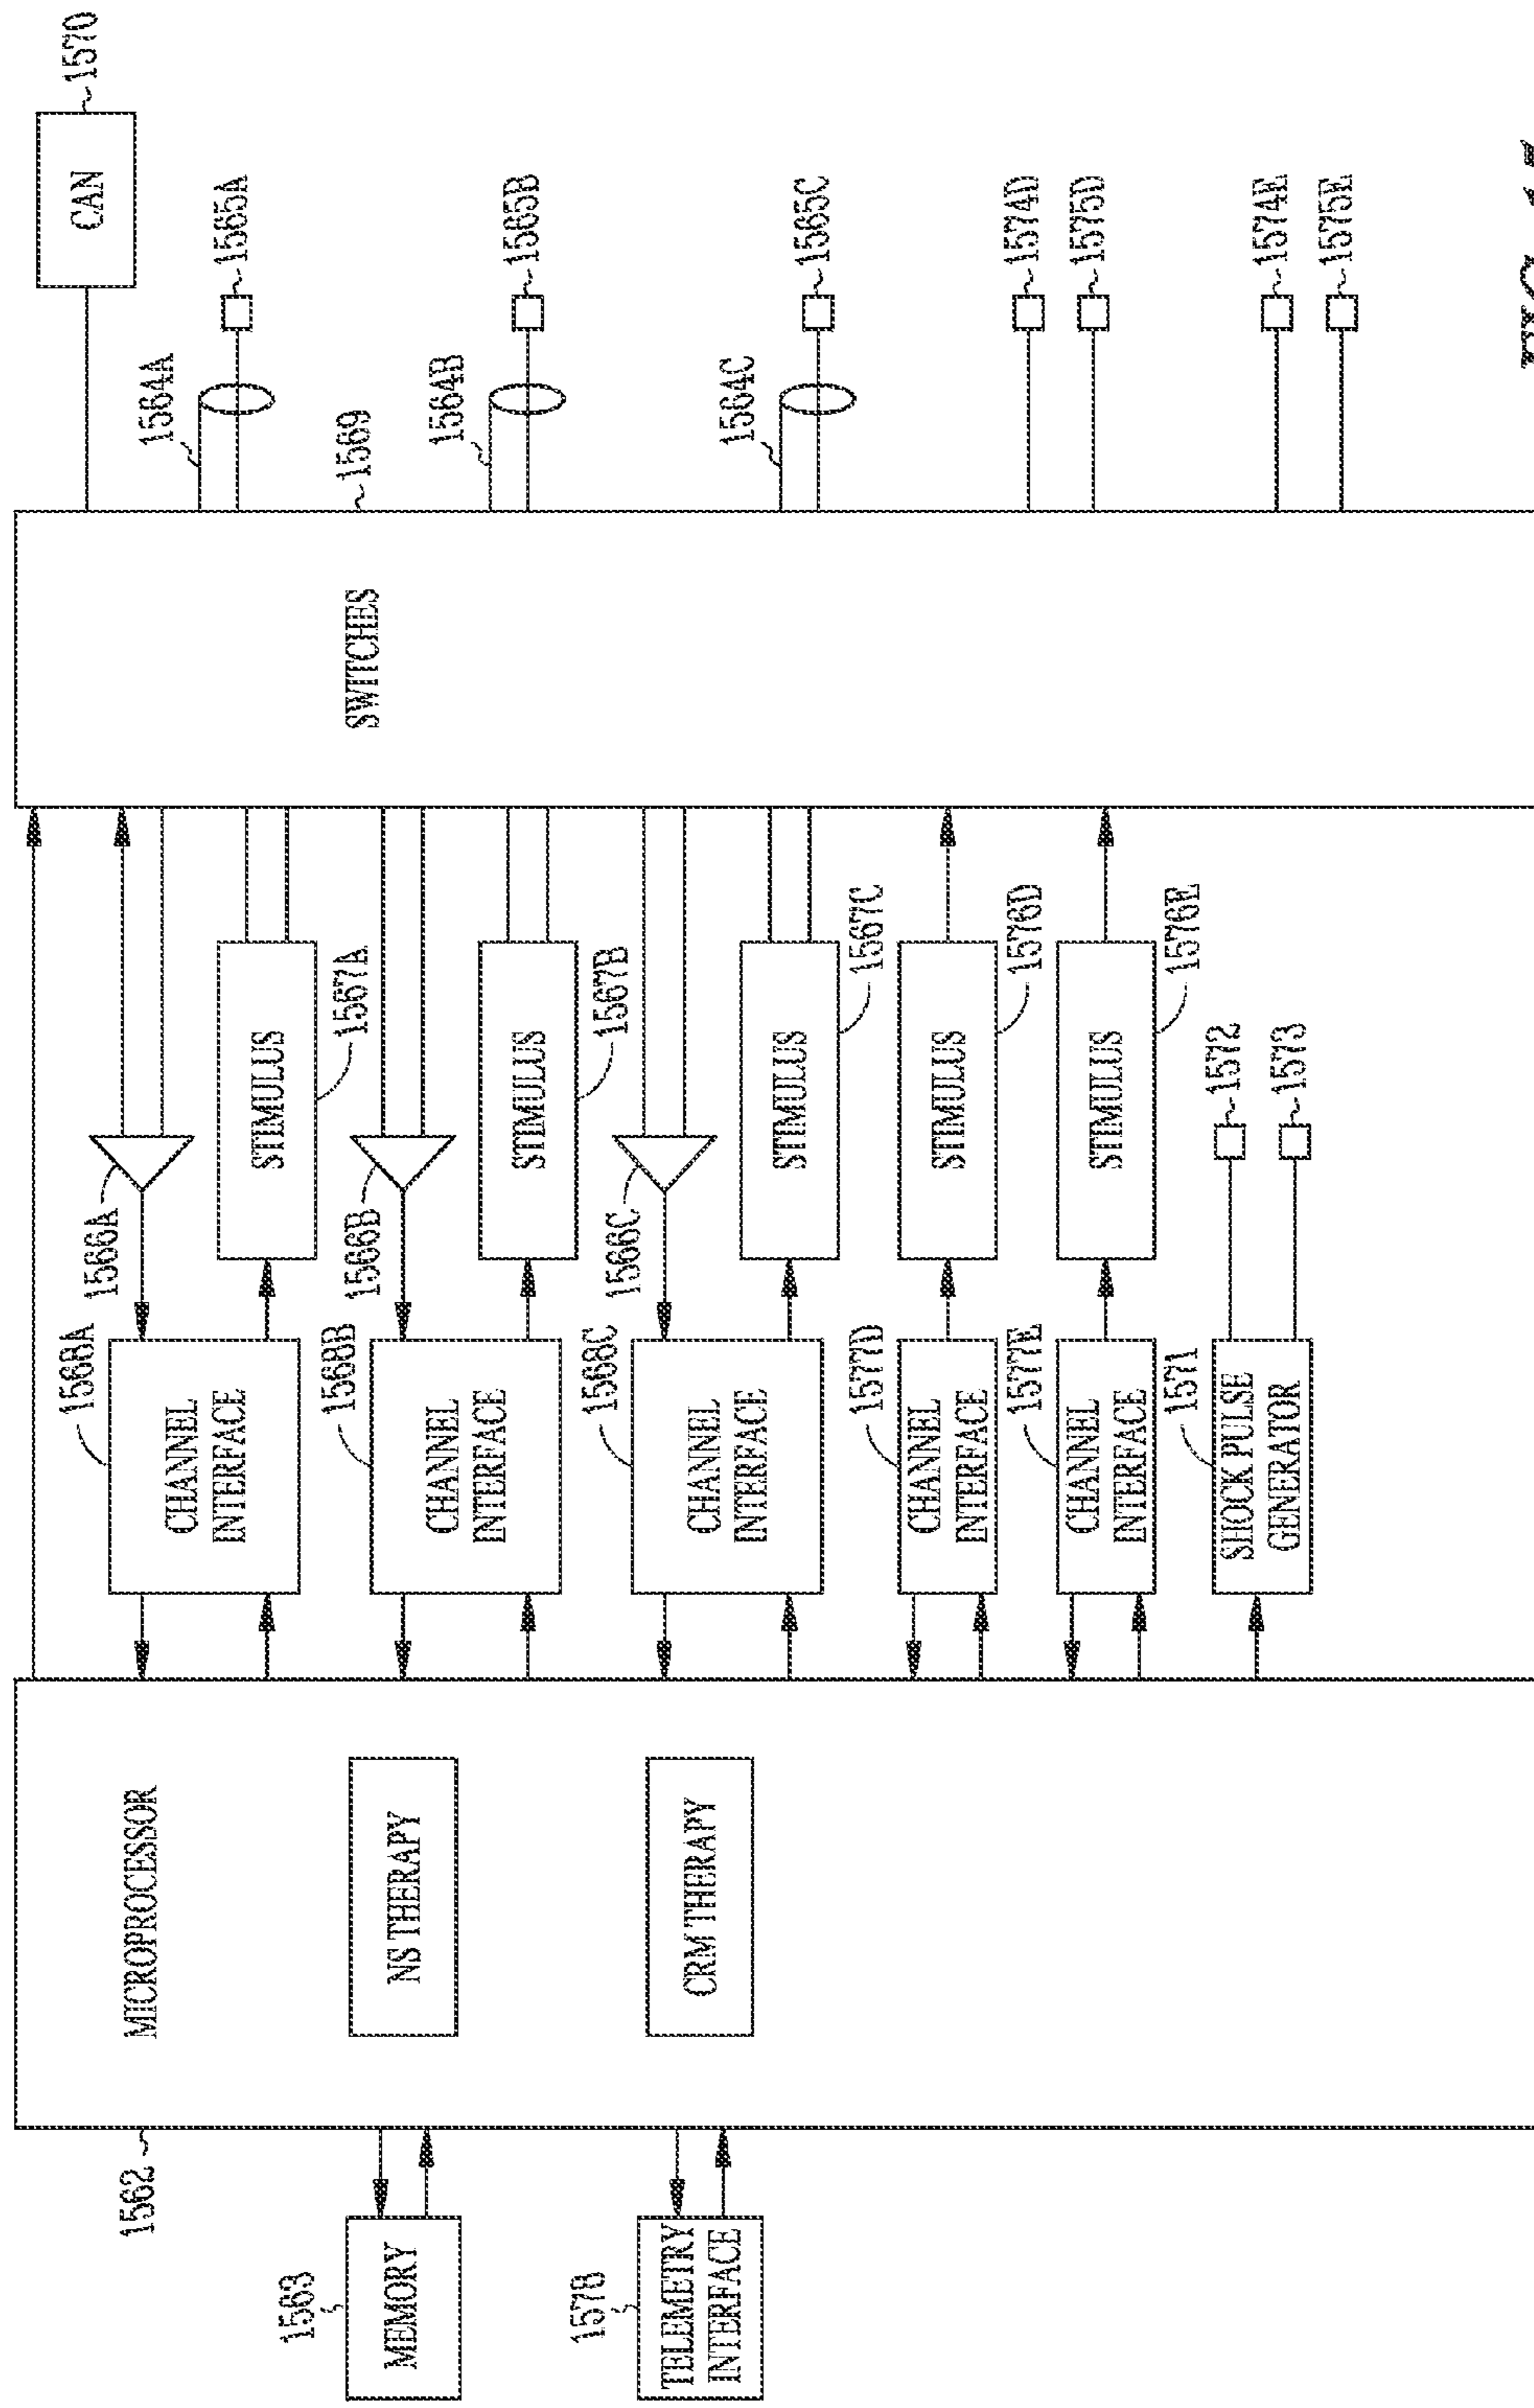 1562
MICROPROCESSOR
1563
MEMORY
NS THERAPY
CRM THERAPY
1578
TELEMETRY
INTERFACE
1568A
CHANNEL
INTERFACE
1566A
STIMULUS
1567A
1568B
CHANNEL
INTERFACE
1566B
STIMULUS
1567B
1568C
CHANNEL
INTERFACE
1566C
STIMULUS
1567C
1577D
CHANNEL
INTERFACE
STIMULUS
1576D
1577E
CHANNEL
INTERFACE
STIMULUS
1576E
1571
SHOCK PULSE
GENERATOR
1572
1573
SWITCHES
1569
CAN
1570
1564A
1565A
1564B
1565B
1564C
1565C
1574D
1575D
1574E
1575E